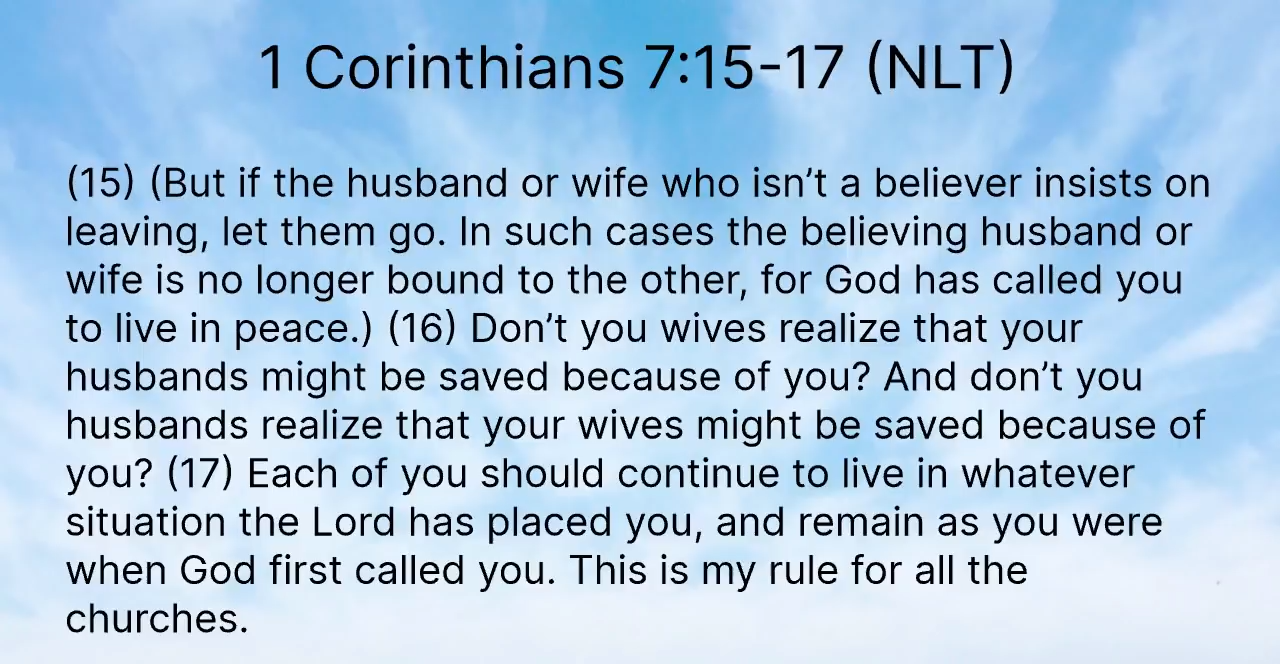 1 Corinthians 7:15-17 (NLT)
(15) (But if the husband or wife who isn’t a believer insists on
leaving, let them go. In such cases the believing husband or
wife is no longer bound to the other, for God has called you
to live in peace.) (16) Don’t you wives realize that your
husbands might be saved because of you? And don’t you
husbands realize that your wives might be saved because of
you? (17) Each of you should continue to live in whatever
situation the Lord has placed you, and remain as you were
when God first called you. This is my rule for all the
churches.